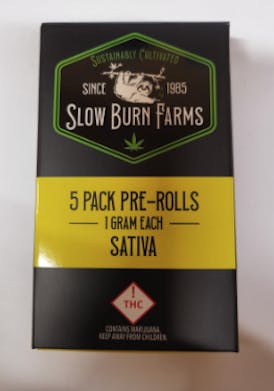 SUSTAINABLY CULTIVATED
SINCE 1985
SLOW BURN FARMS
5 PACK PRE-ROLLS
1 GRAM EACH
SATIVA
!
THC
CONTAINS MARIJUANA.
KEEP AWAY FROM CHILDREN.